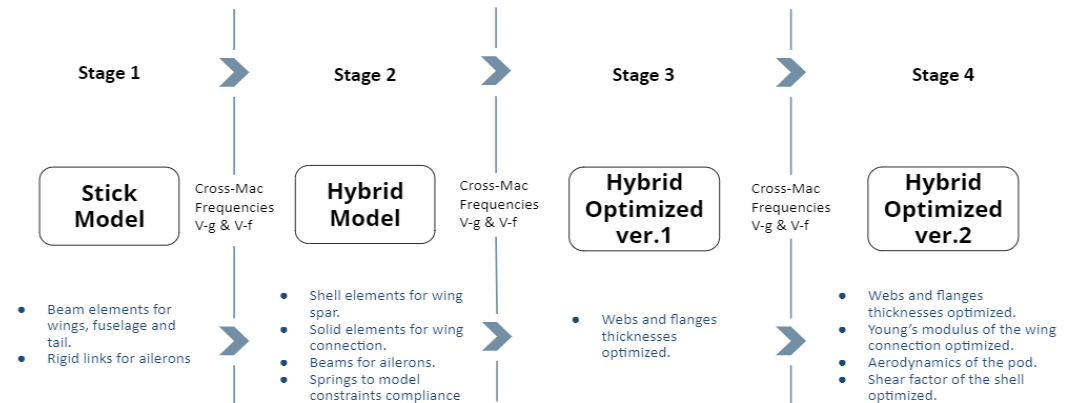 Stage 1
Stage 2
Stage 3
Stage 4
Stick
Model
Cross-Mac
Frequencies
V-g & V-f
Hybrid
Model
Cross-Mac
Frequencies
V-g & V-f
Hybrid
Optimized
ver.1
Cross-Mac
Frequencies
V-g & V-f
Hybrid
Optimized
ver.2
● Beam elements for
wings, fuselage and
tail.
● Rigid links for ailerons
● Shell elements for wing
spar.
● Solid elements for wing
connection.
● Beams for ailerons.
● Springs to model
constraints compliance
● Webs and flanges
thicknesses
optimized.
● Webs and flanges
thicknesses optimized.
● Young’s modulus of the wing
connection optimized.
● Aerodynamics of the pod.
● Shear factor of the shell
optimized.